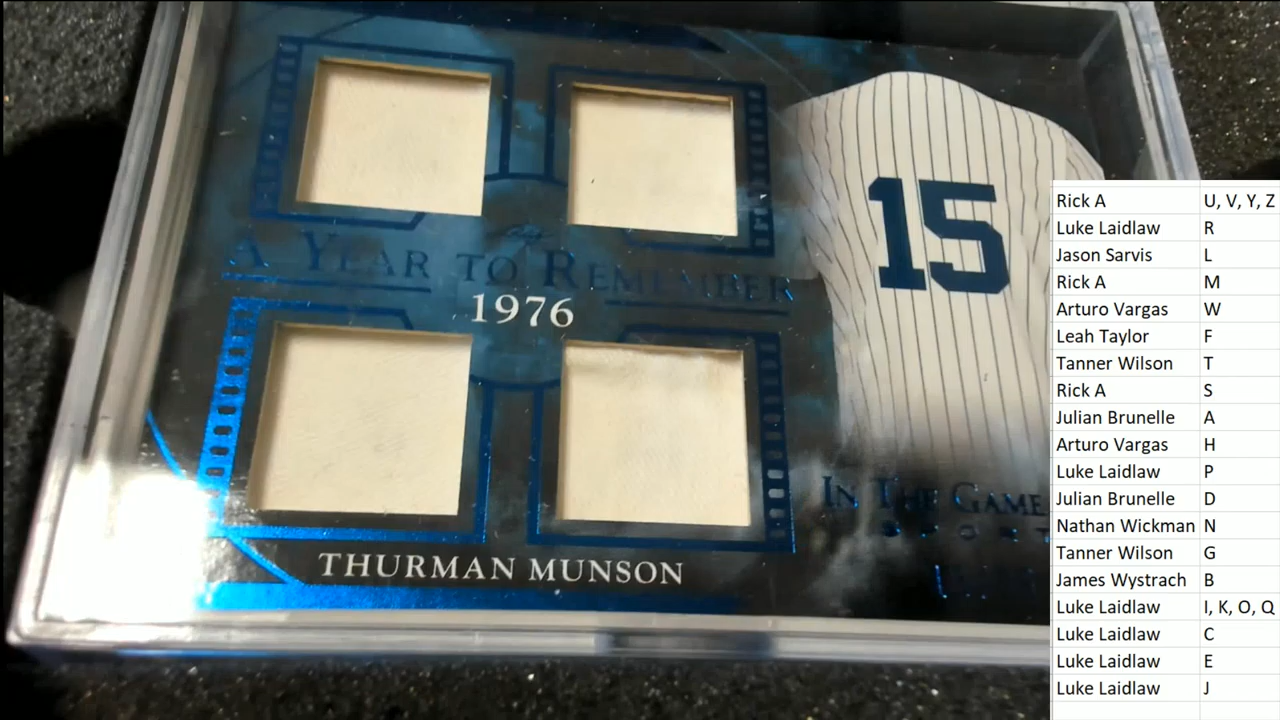 15
A YEAR TO REMEMBER
1976
IN THE GAME
SPORT
THURMAN MUNSON
Rick A U, V, Y, Z
Luke Laidlaw R
Jason Sarvis L
Rick A M
Arturo Vargas W
Leah Taylor F
Tanner Wilson T
Rick A S
Julian Brunelle A
Arturo Vargas H
Luke Laidlaw P
Julian Brunelle D
Nathan Wickman N
Tanner Wilson G
James Wystrach B
Luke Laidlaw I, K, O, Q
Luke Laidlaw C
Luke Laidlaw E
Luke Laidlaw J